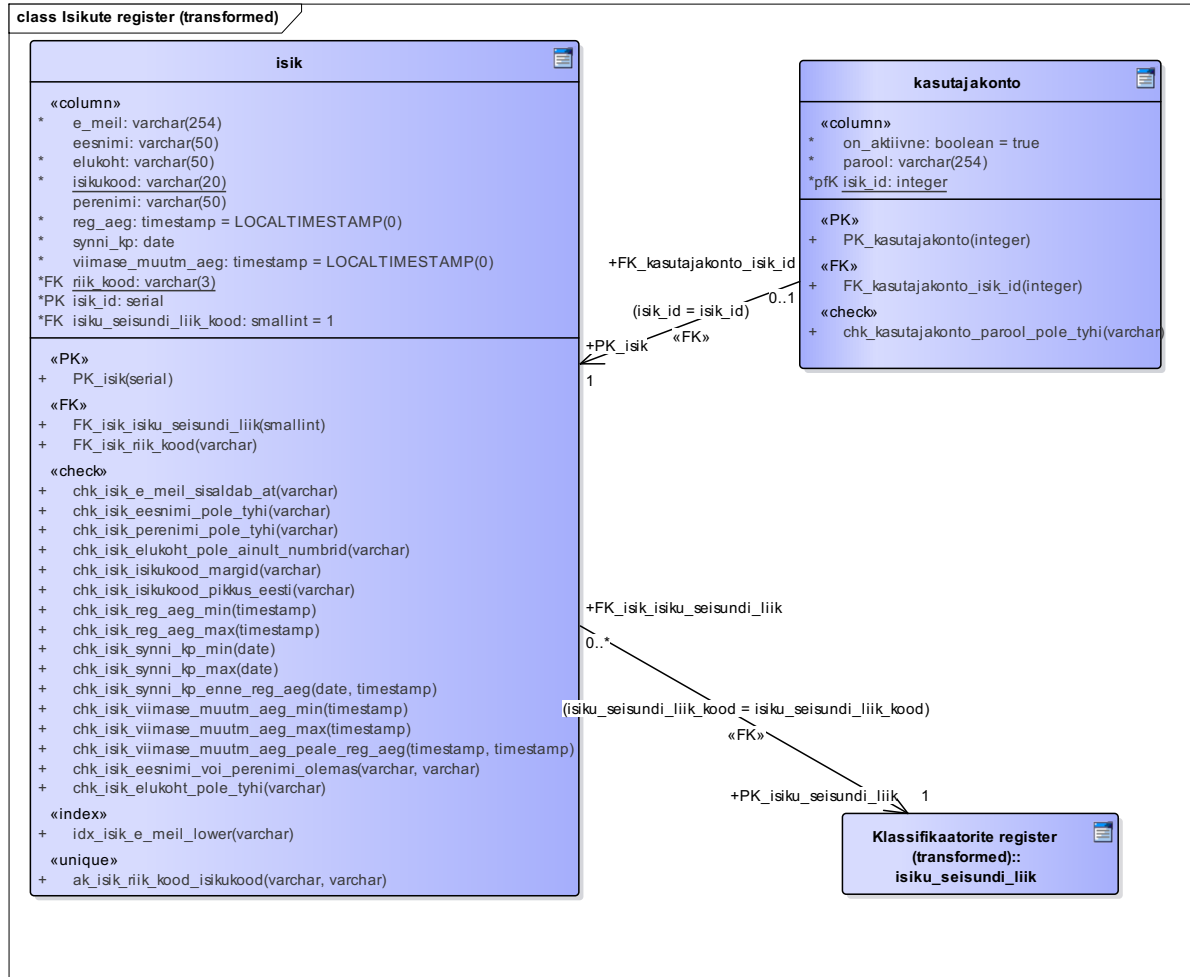 class Isikute register (transformed)
isik
«column»
* e_meil: varchar(254)
eesnimi: varchar(50)
* elukoht: varchar(50)
* isikukood: varchar(20)
perenimi: varchar(50)
* reg_aeg: timestamp = LOCALTIMESTAMP(0)
* synni_kp: date
* viimase_muutm_aeg: timestamp = LOCALTIMESTAMP(0)
*FK riik_kood: varchar(3)
*PK isik_id: serial
*FK isiku_seisundi_liik_kood: smallint = 1
«PK»
+ PK_isik(serial)
«FK»
+ FK_isik_isiku_seisundi_liik(smallint)
+ FK_isik_riik_kood(varchar)
«check»
+ chk_isik_e_meil_sisaldab_at(varchar)
+ chk_isik_eesnimi_pole_tyhi(varchar)
+ chk_isik_perenimi_pole_tyhi(varchar)
+ chk_isik_elukoht_pole_ainult_numbrid(varchar)
+ chk_isik_isikukood_margid(varchar)
+ chk_isik_isikukood_pikkus_eesti(varchar)
+ chk_isik_reg_aeg_min(timestamp)
+ chk_isik_reg_aeg_max(timestamp)
+ chk_isik_synni_kp_min(date)
+ chk_isik_synni_kp_max(date)
+ chk_isik_synni_kp_enne_reg_aeg(date, timestamp)
+ chk_isik_viimase_muutm_aeg_min(timestamp)
+ chk_isik_viimase_muutm_aeg_max(timestamp)
+ chk_isik_viimase_muutm_aeg_peale_reg_aeg(timestamp, timestamp)
+ chk_isik_eesnimi_voi_perenimi_olemas(varchar, varchar)
+ chk_isik_elukoht_pole_tyhi(varchar)
«index»
+ idx_isik_e_meil_lower(varchar)
«unique»
+ ak_isik_riik_kood_isikukood(varchar, varchar)
kasutajakonto
«column»
* on_aktiivne: boolean = true
* parool: varchar(254)
*pfK isik_id: integer
«PK»
+ PK_kasutajakonto(integer)
«FK»
+ FK_kasutajakonto_isik_id(integer)
«check»
+ chk_kasutajakonto_parool_pole_tyhi(varchar)
+FK_kasutajakonto_isik_id
0..1
(isik_id = isik_id)
«FK»
+PK_isik
1
+FK_isik_isiku_seisundi_liik
0..*
(isiku_seisundi_liik_kood = isiku_seisundi_liik_kood)
«FK»
+PK_isiku_seisundi_liik
1
Klassifikaatorite register
(transformed)::
isiku_seisundi_liik